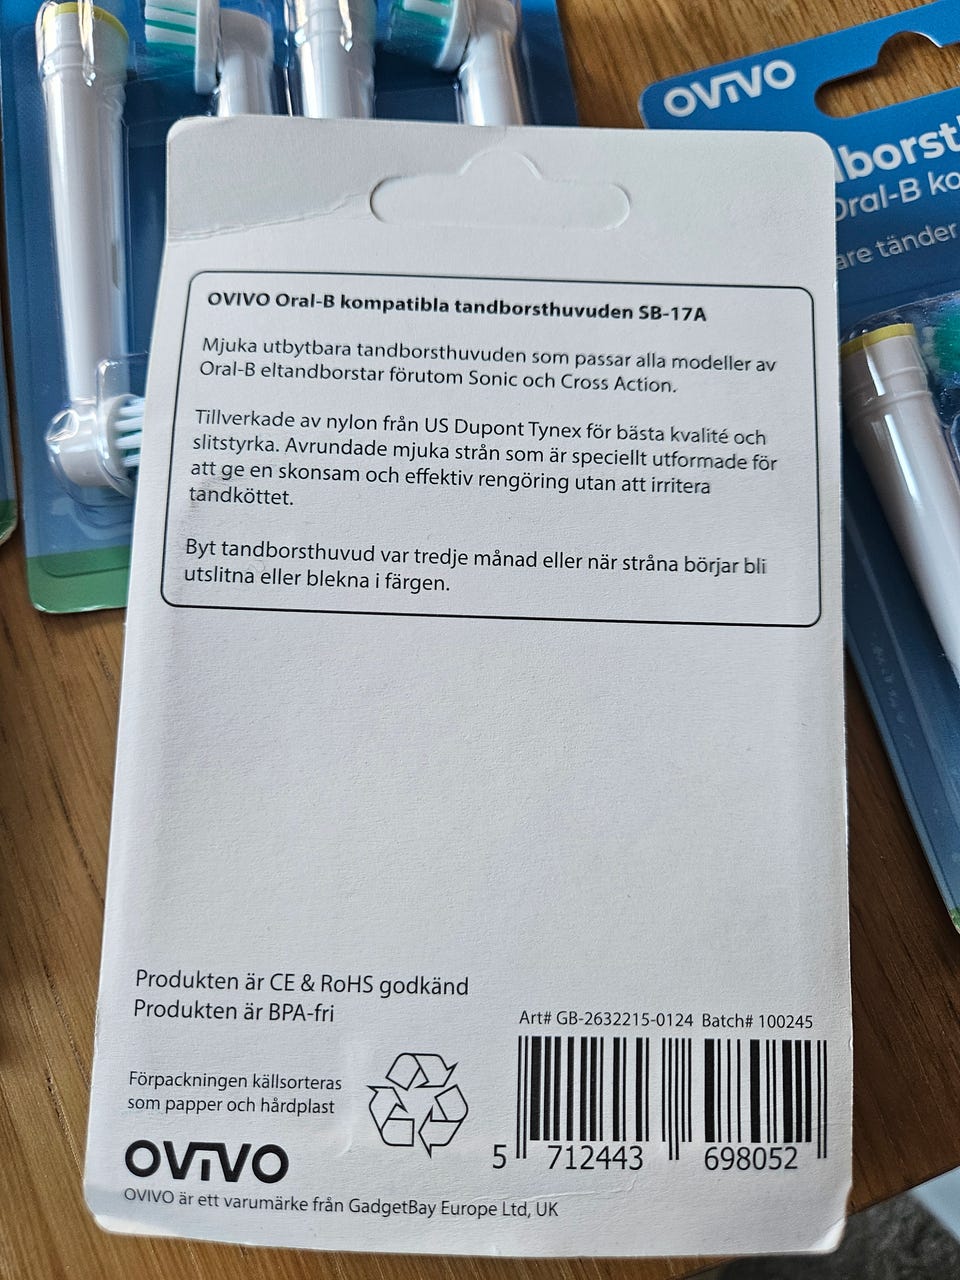 OVIVO
borst
Oral-B ko
are tänder
OVIVO Oral-B kompatibla tandborsthuvuden SB-17A
Mjuka utbytbara tandborsthuvuden som passar alla modeller av
Oral-B eltandborstar förutom Sonic och Cross Action.
Tillverkade av nylon från US Dupont Tynex för bästa kvalité och
slitstyrka. Avrundade mjuka strån som är speciellt utformade för
att ge en skonsam och effektiv rengöring utan att irritera
tandköttet.
Byt tandborsthuvud var tredje månad eller när stråna börjar bli
utslitna eller blekna i färgen.
Produkten är CE & RoHS godkänd
Produkten är BPA-fri
Art# GB-2632215-0124 Batch# 100245
Förpackningen källsorteras
som papper och hårdplast
5 712443 698052
OVIVO
OVIVO är ett varumärke från GadgetBay Europe Ltd, UK